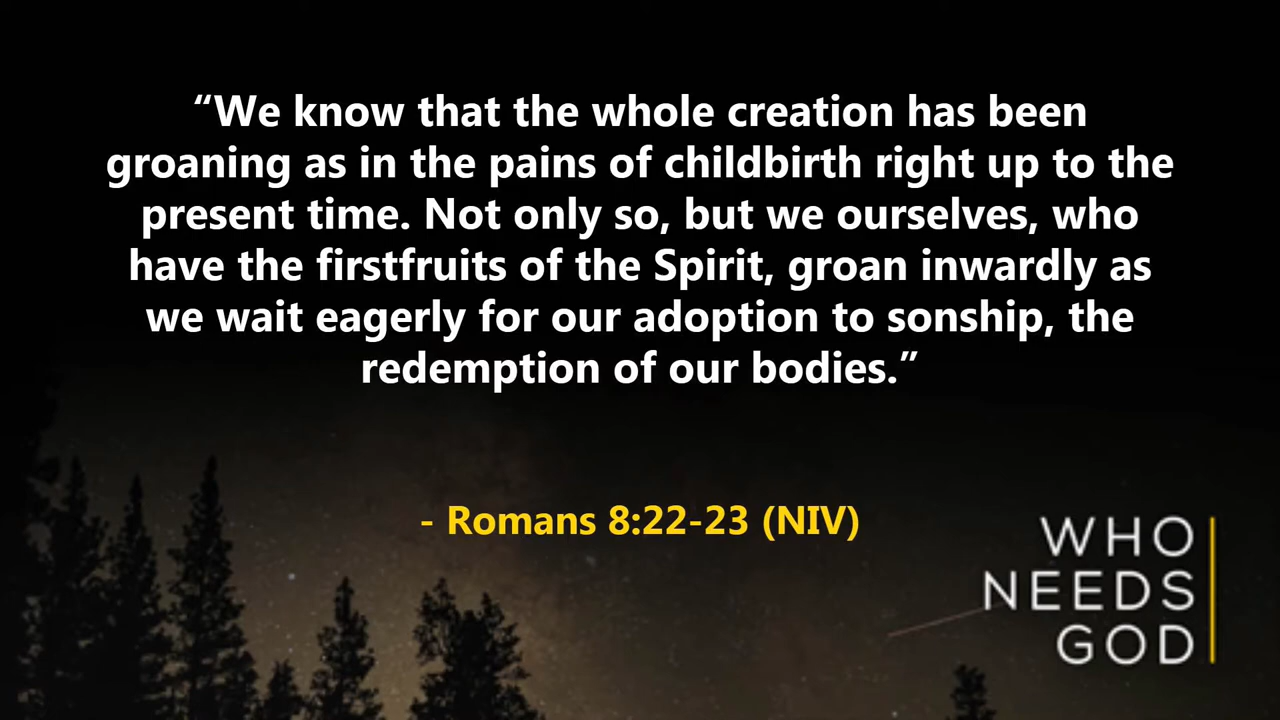 “We know that the whole creation has been
groaning as in the pains of childbirth right up to the
present time. Not only so, but we ourselves, who
have the firstfruits of the Spirit, groan inwardly as
we wait eagerly for our adoption to sonship, the
redemption of our bodies.”
- Romans 8:22-23 (NIV)
WHO
NEEDS
GOD